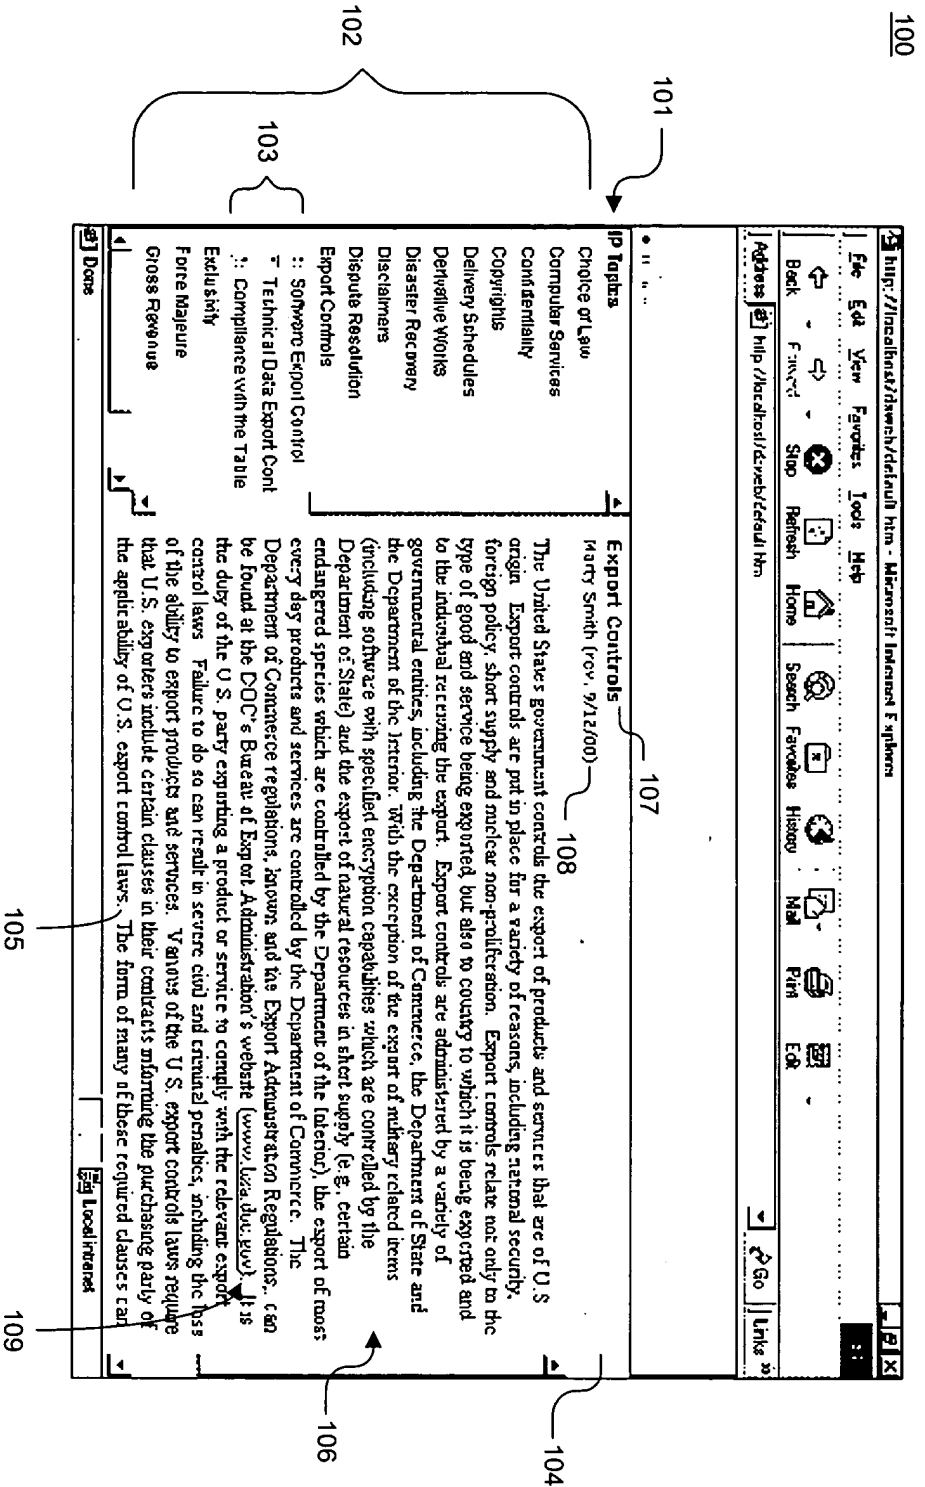 100
http://localhost/dxweb/default htm - Microsoft Internet Explorer
File Edit View Favorites Tools Help
Back Stop Refresh Home Search Favorites History Mail Print Edit
Address http //localhost/dxweb/default htm Go Links »
101
102
103
IP Topics
Choice of Law
Computer Services
Confidentiality
Copyrights
Delivery Schedules
Derivative Works
Disaster Recovery
Disclaimers
Dispute Resolution
Export Controls
:: Software Export Control
Technical Data Export Cont
:: Compliance with the Table
Exclusivity
Force Majeure
Gross Revenue
Export Controls
107
Marty Smith (rev. 9/12/00)
108
The United States government controls the export of products and services that are of U.S
origin Export controls are put in place for a variety of reasons, including national security,
foreign policy, short supply and nuclear non-proliferation. Export controls relate not only to the
type of good and service being exported, but also to country to which it is being exported and
to the individual receiving the export. Export controls are administered by a variety of
governmental entities, including the Department of Commerce, the Department of State and
the Department of the Interior. With the exception of the export of military related items
(including software with specified encryption capabilities which are controlled by the
Department of State) and the export of natural resources in short supply (e.g., certain
endangered species which are controlled by the Department of the Interior), the export of most
every day products and services are controlled by the Department of Commerce. The
Department of Commerce regulations, known and the Export Administration Regulations,. can
be found at the DOC's Bureau of Export Administration's website (www.bxa.doc.gov). It is
the duty of the U S. party exporting a product or service to comply with the relevant export
control laws Failure to do so can result in severe civil and criminal penalties, including the loss
of the ability to export products and services. Various of the U S. export controls laws require
that U.S. exporters include certain clauses in their contracts informing the purchasing party of
the applicability of U.S. export control laws. The form of many of these required clauses can
104
106
105
109
Done
Local intranet